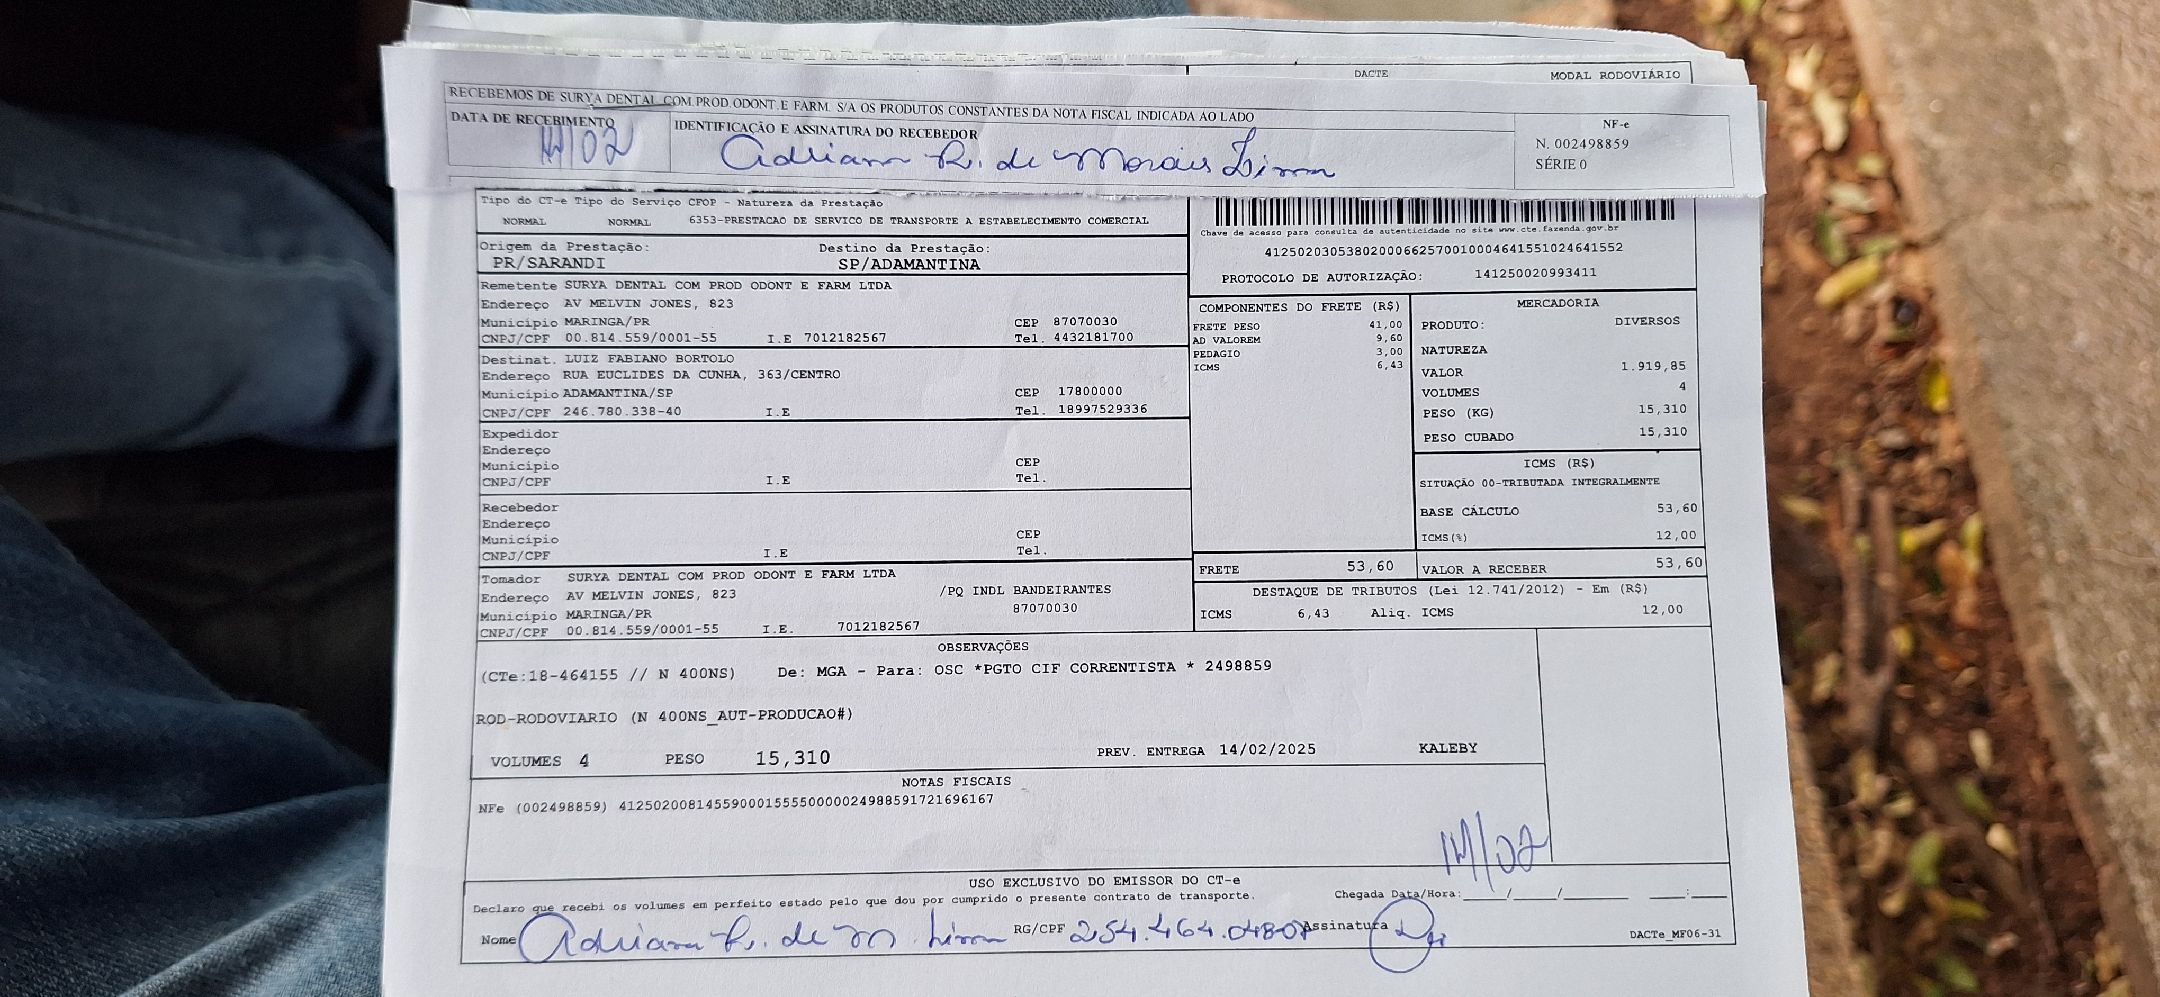 DACTE MODAL RODOVIÁRIO
RECEBEMOS DE SURYA DENTAL COM.PROD.ODONT.E FARM. S/A OS PRODUTOS CONSTANTES DA NOTA FISCAL INDICADA AO LADO
DATA DE RECEBIMENTO
14/02
IDENTIFICAÇÃO E ASSINATURA DO RECEBEDOR
Adriana R. de Morais Lima
NF-e
N. 002498859
SÉRIE 0
Tipo do CT-e Tipo do Serviço CFOP - Natureza da Prestação
NORMAL NORMAL 6353-PRESTACAO DE SERVICO DE TRANSPORTE A ESTABELECIMENTO COMERCIAL
Origem da Prestação: Destino da Prestação:
PR/SARANDI SP/ADAMANTINA
Remetente SURYA DENTAL COM PROD ODONT E FARM LTDA
Endereço AV MELVIN JONES, 823
Município MARINGA/PR CEP 87070030
CNPJ/CPF 00.814.559/0001-55 I.E 7012182567 Tel. 4432181700
Destinat. LUIZ FABIANO BORTOLO
Endereço RUA EUCLIDES DA CUNHA, 363/CENTRO
Município ADAMANTINA/SP CEP 17800000
CNPJ/CPF 246.780.338-40 I.E Tel. 18997529336
Expedidor
Endereço
Município CEP
CNPJ/CPF I.E Tel.
Recebedor
Endereço
Município CEP
CNPJ/CPF I.E Tel.
Tomador SURYA DENTAL COM PROD ODONT E FARM LTDA
Endereço AV MELVIN JONES, 823 /PQ INDL BANDEIRANTES
Município MARINGA/PR 87070030
CNPJ/CPF 00.814.559/0001-55 I.E. 7012182567
Chave de acesso para consulta de autenticidade no site www.cte.fazenda.gov.br
41250203053802000662570010004641551024641552
PROTOCOLO DE AUTORIZAÇÃO: 141250020993411
COMPONENTES DO FRETE (R$)
FRETE PESO 41,00
AD VALOREM 9,60
PEDAGIO 3,00
ICMS 6,43
FRETE 53,60
MERCADORIA
PRODUTO: DIVERSOS
NATUREZA
VALOR 1.919,85
VOLUMES 4
PESO (KG) 15,310
PESO CUBADO 15,310
ICMS (R$)
SITUAÇÃO 00-TRIBUTADA INTEGRALMENTE
BASE CÁLCULO 53,60
ICMS(%) 12,00
VALOR A RECEBER 53,60
DESTAQUE DE TRIBUTOS (Lei 12.741/2012) - Em (R$)
ICMS 6,43 Aliq. ICMS 12,00
OBSERVAÇÕES
(CTe:18-464155 // N 400NS) De: MGA - Para: OSC *PGTO CIF CORRENTISTA * 2498859
ROD-RODOVIARIO (N 400NS_AUT-PRODUCAO#)
VOLUMES 4 PESO 15,310 PREV. ENTREGA 14/02/2025 KALEBY
NOTAS FISCAIS
NFe (002498859) 41250200814559000155550000024988591721696167
14/02
USO EXCLUSIVO DO EMISSOR DO CT-e
Declaro que recebi os volumes em perfeito estado pelo que dou por cumprido o presente contrato de transporte. Chegada Data/Hora:____/____/______ ____:____
Nome Adriana R. de M. Lima RG/CPF 254.464.048-07 Assinatura
DACTe_MF06-31